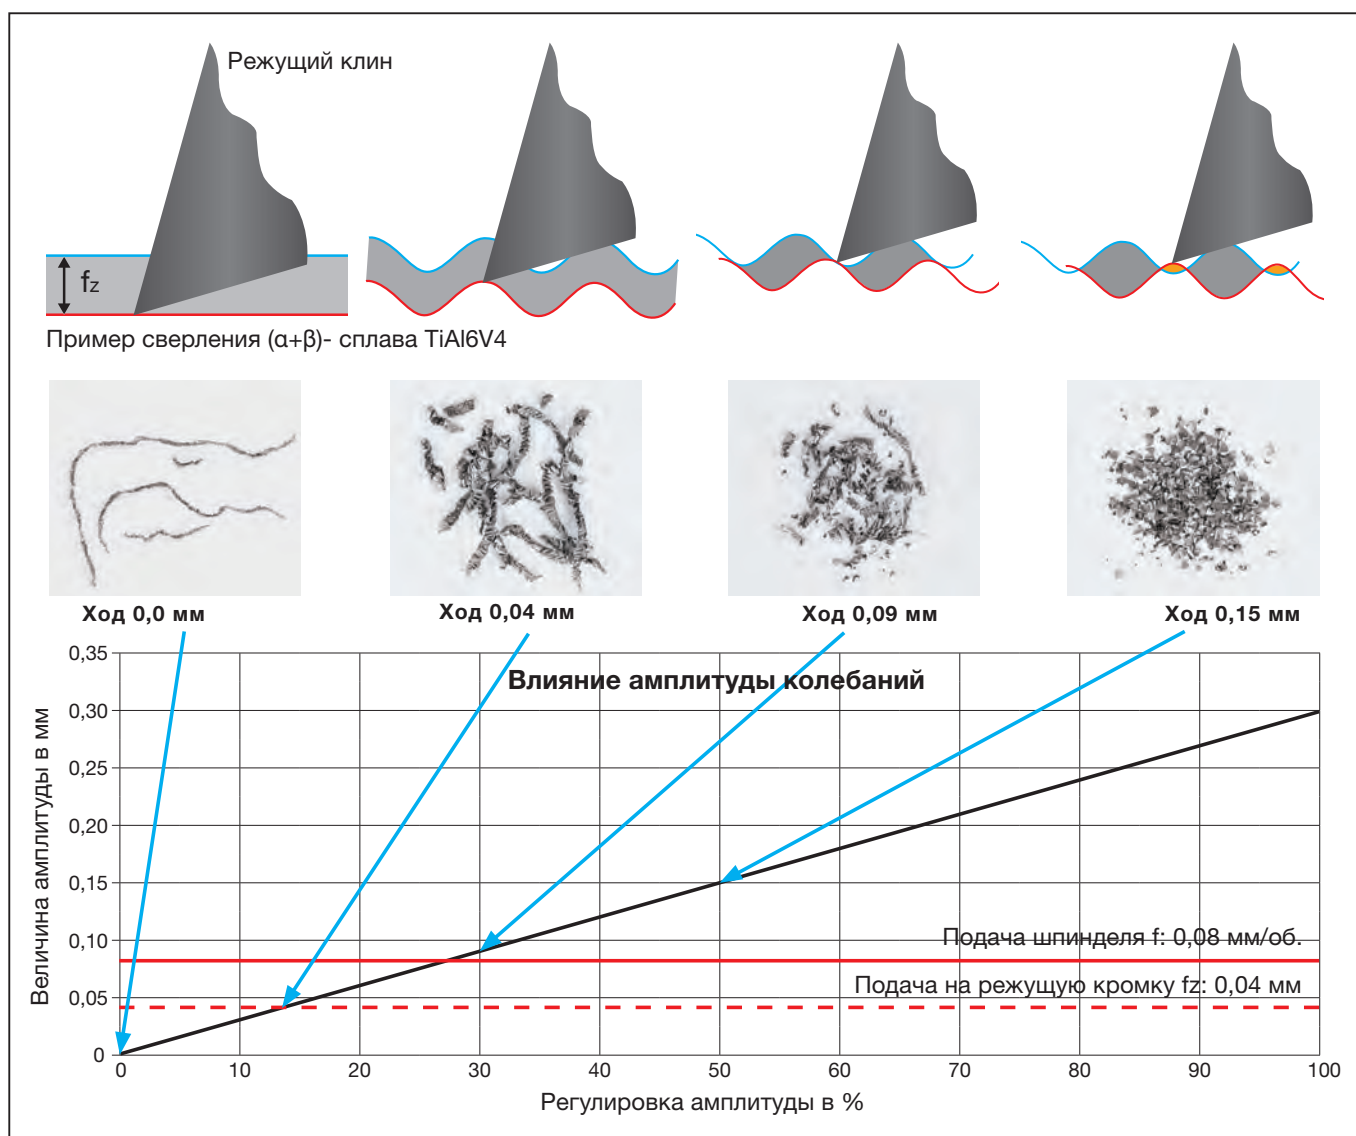 Режущий клин
fz
Пример сверления (α+β)- сплава TiAl6V4
Ход 0,0 мм
Ход 0,04 мм
Ход 0,09 мм
Ход 0,15 мм
Влияние амплитуды колебаний
Величина амплитуды в мм
0,35
0,30
0,25
0,20
0,15
0,10
0,05
0
Подача шпинделя f: 0,08 мм/об.
Подача на режущую кромку fz: 0,04 мм
0 10 20 30 40 50 60 70 80 90 100
Регулировка амплитуды в %